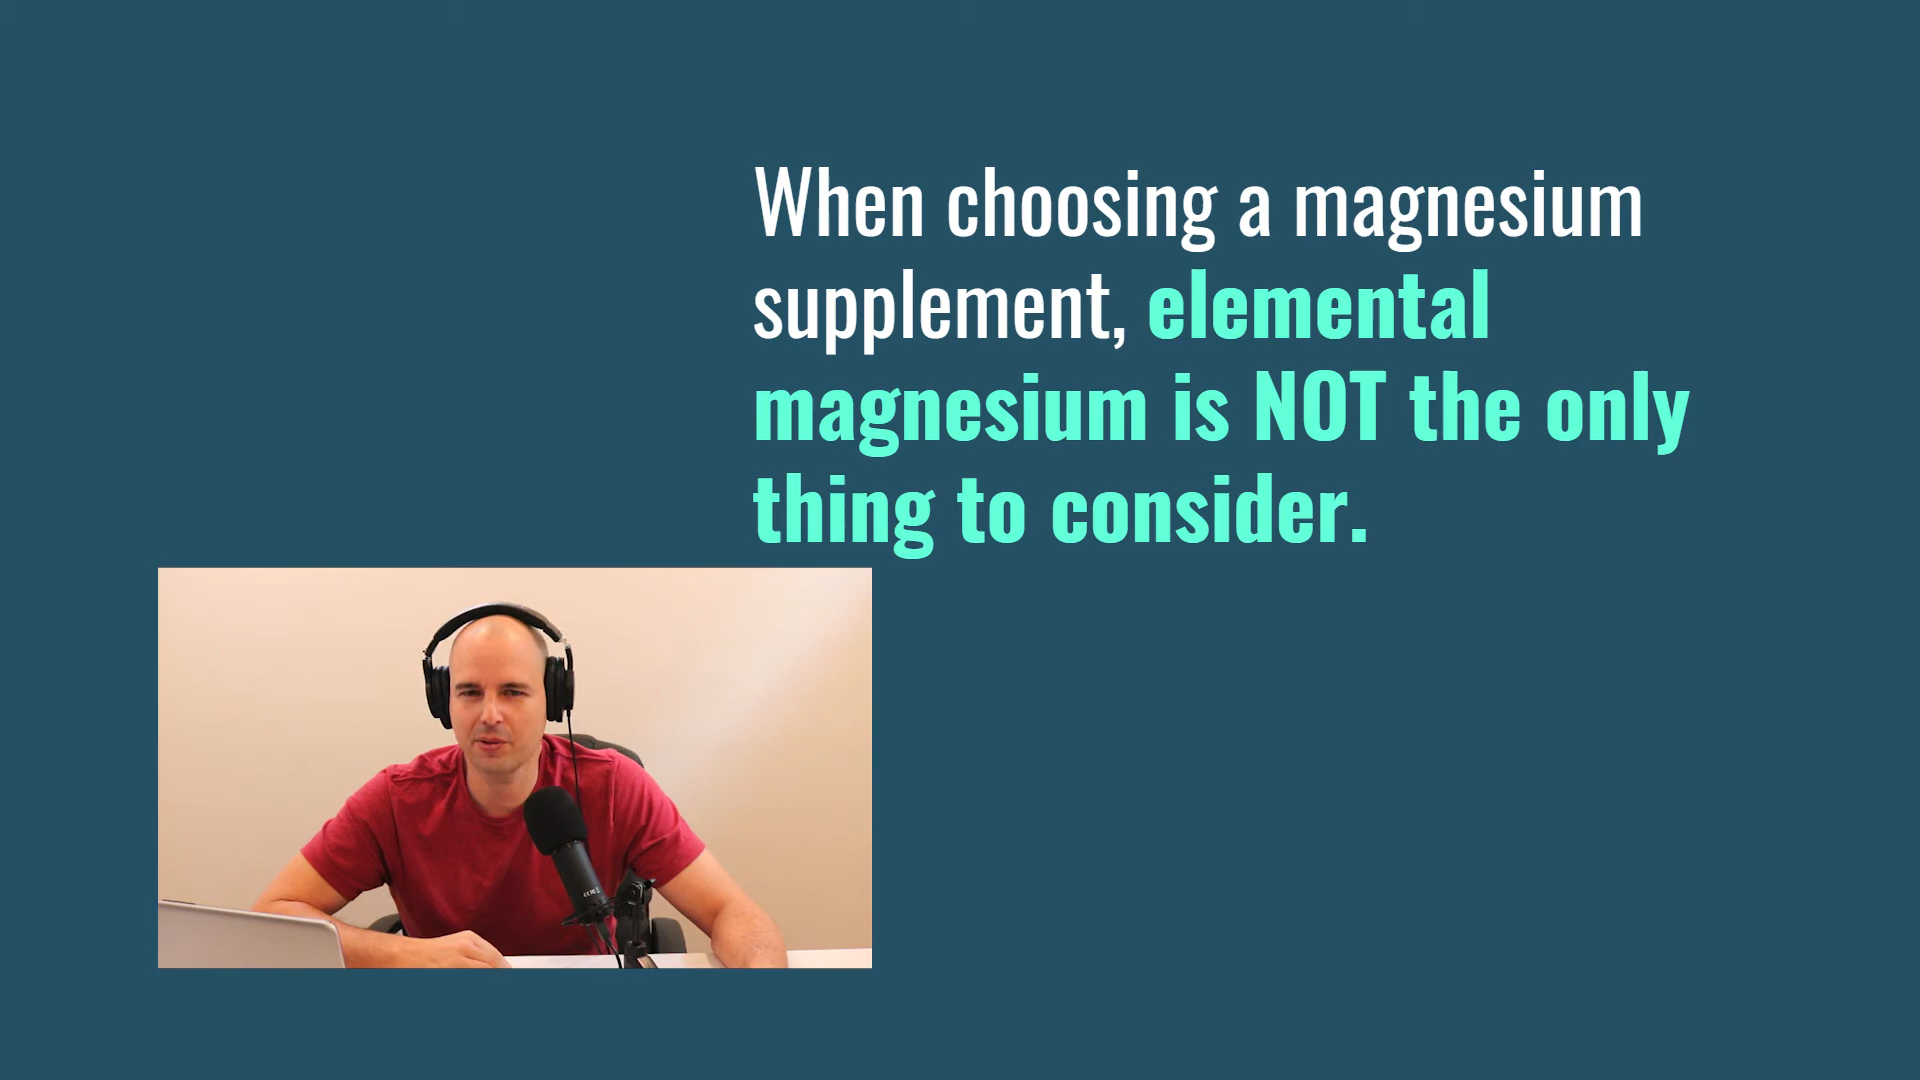 When choosing a magnesium
supplement, elemental
magnesium is NOT the only
thing to consider.